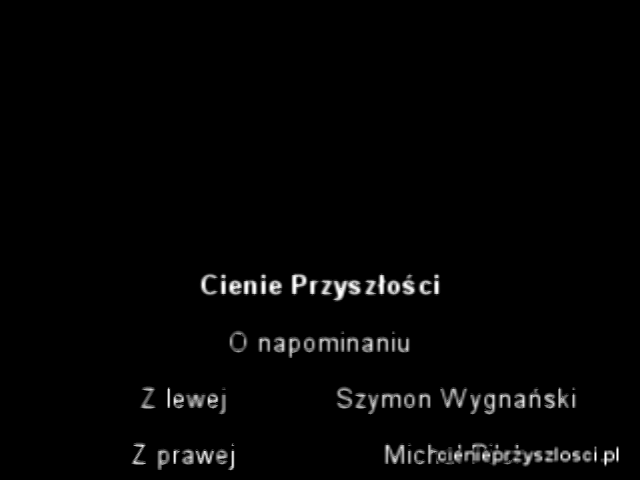 Cienie Przyszłości
O napominaniu
Z lewej Szymon Wygnański
Z prawej
cienieprzyszlosci.pl